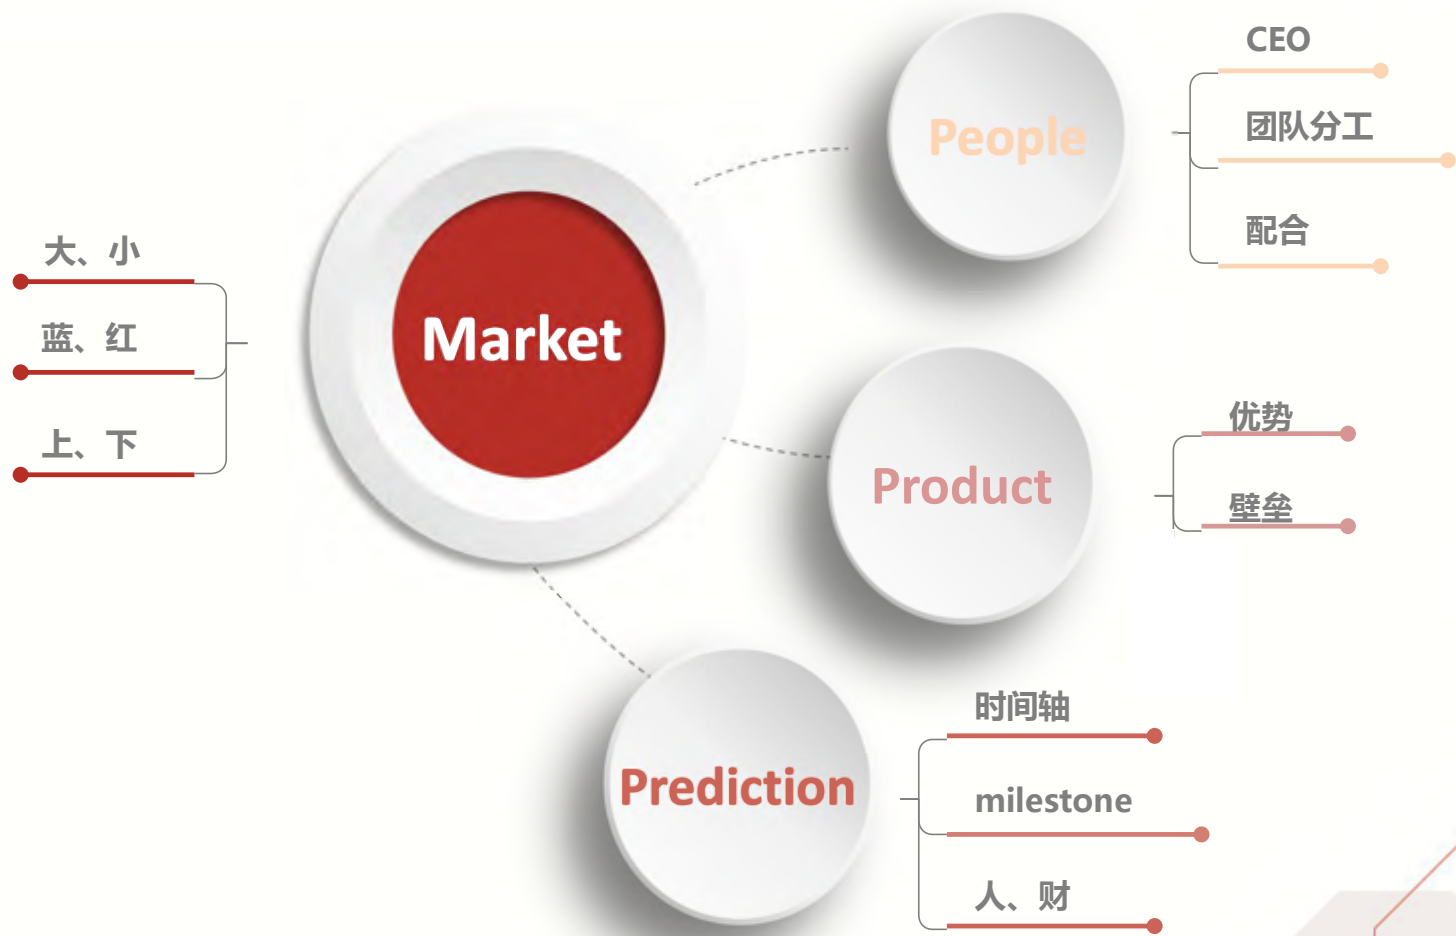 Market
大、小
蓝、红
上、下
People
CEO
团队分工
配合
Product
优势
壁垒
Prediction
时间轴
milestone
人、财